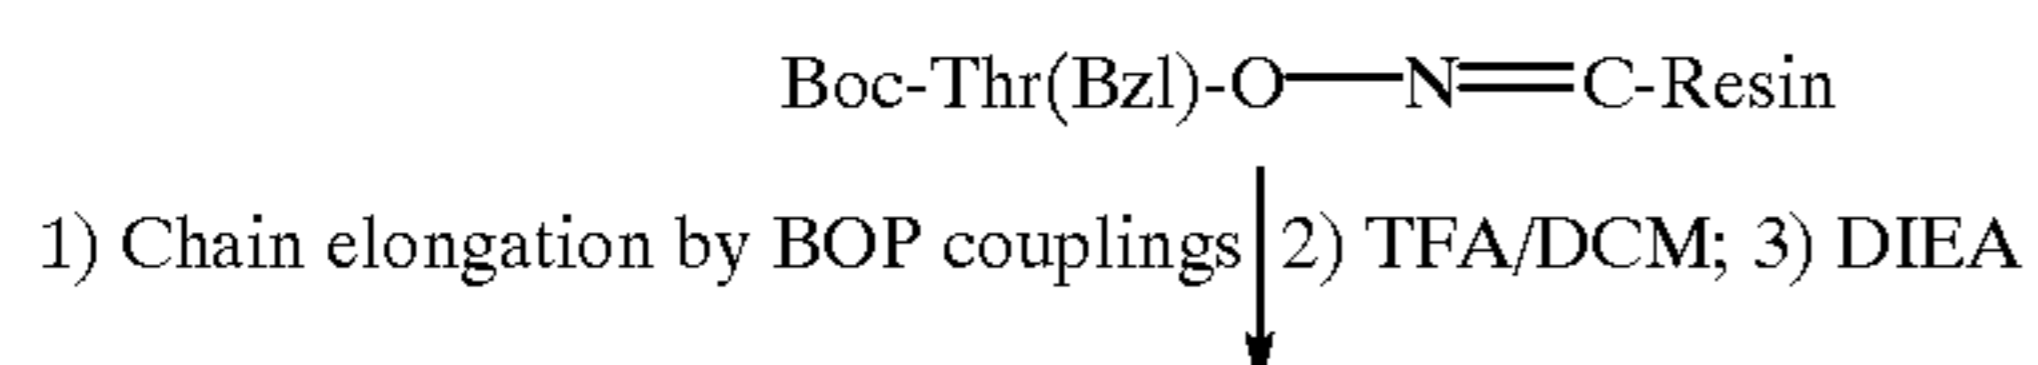 Boc-Thr(Bzl)-O—N=C-Resin
1) Chain elongation by BOP couplings 2) TFA/DCM; 3) DIEA